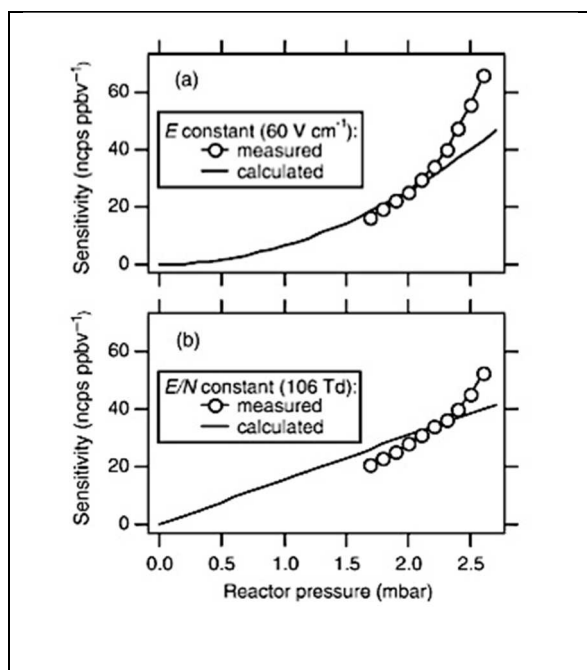 (a)
E constant (60 V cm⁻¹):
measured
calculated
Sensitivity (ncps ppbv⁻¹)
60
40
20
0
(b)
E/N constant (106 Td):
measured
calculated
Sensitivity (ncps ppbv⁻¹)
60
40
20
0
0.0 0.5 1.0 1.5 2.0 2.5
Reactor pressure (mbar)